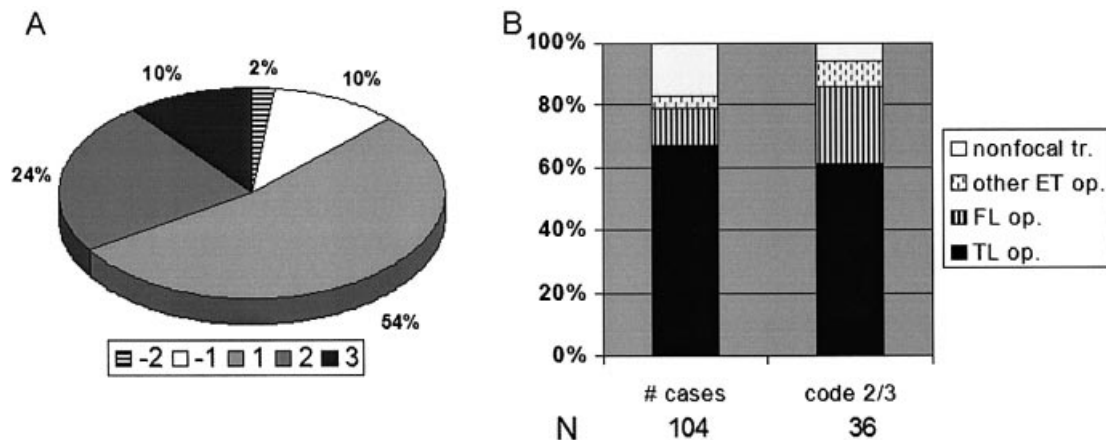 A
2%
10%
10%
24%
54%
-2 -1 1 2 3
B
100%
80%
60%
40%
20%
0%
nonfocal tr.
other ET op.
FL op.
TL op.
# cases code 2/3
N 104 36